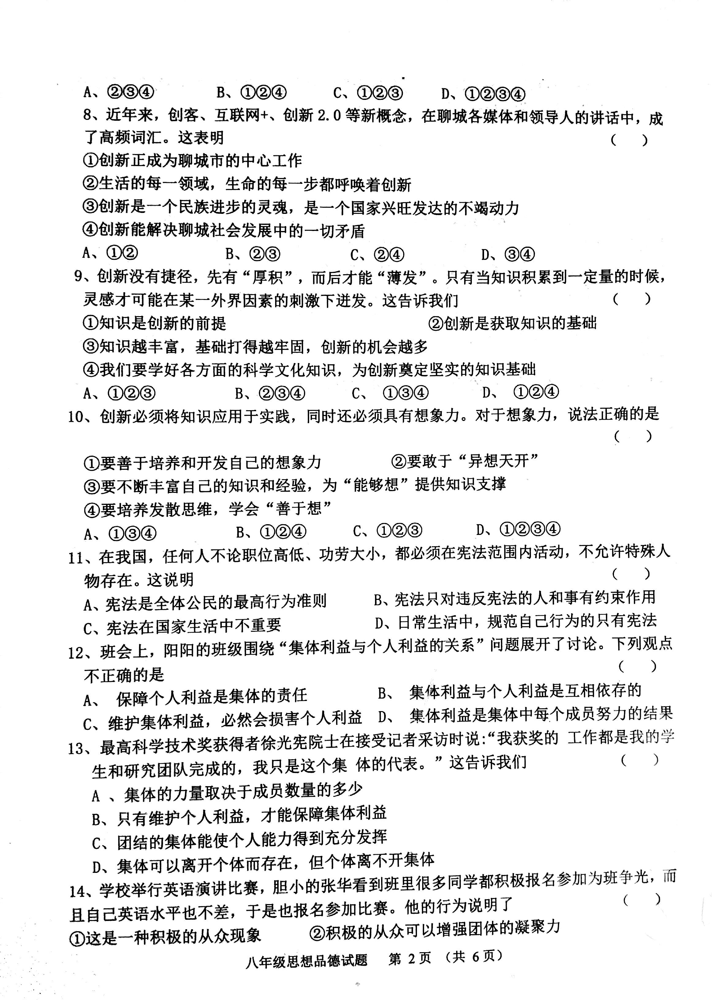 A、②③④ B、①②④ C、①②③ D、①②③④
8、近年来，创客、互联网+、创新2.0等新概念，在聊城各媒体和领导人的讲话中，成
了高频词汇。这表明 （ ）
①创新正成为聊城市的中心工作
②生活的每一领域，生命的每一步都呼唤着创新
③创新是一个民族进步的灵魂，是一个国家兴旺发达的不竭动力
④创新能解决聊城社会发展中的一切矛盾
A、①② B、②③ C、②④ D、③④
9、创新没有捷径，先有“厚积”，而后才能“薄发”。只有当知识积累到一定量的时候，
灵感才可能在某一外界因素的刺激下迸发。这告诉我们 （ ）
①知识是创新的前提 ②创新是获取知识的基础
③知识越丰富，基础打得越牢固，创新的机会越多
④我们要学好各方面的科学文化知识，为创新奠定坚实的知识基础
A、①②③ B、②③④ C、①③④ D、①②④
10、创新必须将知识应用于实践，同时还必须具有想象力。对于想象力，说法正确的是
（ ）
①要善于培养和开发自己的想象力 ②要敢于“异想天开”
③要不断丰富自己的知识和经验，为“能够想”提供知识支撑
④要培养发散思维，学会“善于想”
A、①③④ B、①②④ C、①②③ D、①②③④
11、在我国，任何人不论职位高低、功劳大小，都必须在宪法范围内活动，不允许特殊人
物存在。这说明 （ ）
A、宪法是全体公民的最高行为准则 B、宪法只对违反宪法的人和事有约束作用
C、宪法在国家生活中不重要 D、日常生活中，规范自己行为的只有宪法
12、班会上，阳阳的班级围绕“集体利益与个人利益的关系”问题展开了讨论。下列观点
不正确的是 （ ）
A、 保障个人利益是集体的责任 B、 集体利益与个人利益是互相依存的
C、维护集体利益，必然会损害个人利益 D、 集体利益是集体中每个成员努力的结果
13、最高科学技术奖获得者徐光宪院士在接受记者采访时说:“我获奖的 工作都是我的学
生和研究团队完成的，我只是这个集 体的代表。”这告诉我们 （ ）
A 、集体的力量取决于成员数量的多少
B、只有维护个人利益，才能保障集体利益
C、团结的集体能使个人能力得到充分发挥
D、集体可以离开个体而存在，但个体离不开集体
14、学校举行英语演讲比赛，胆小的张华看到班里很多同学都积极报名参加为班争光，而
且自己英语水平也不差，于是也报名参加比赛。他的行为说明了 （ ）
①这是一种积极的从众现象 ②积极的从众可以增强团体的凝聚力
八年级思想品德试题 第 2页 （共 6页）